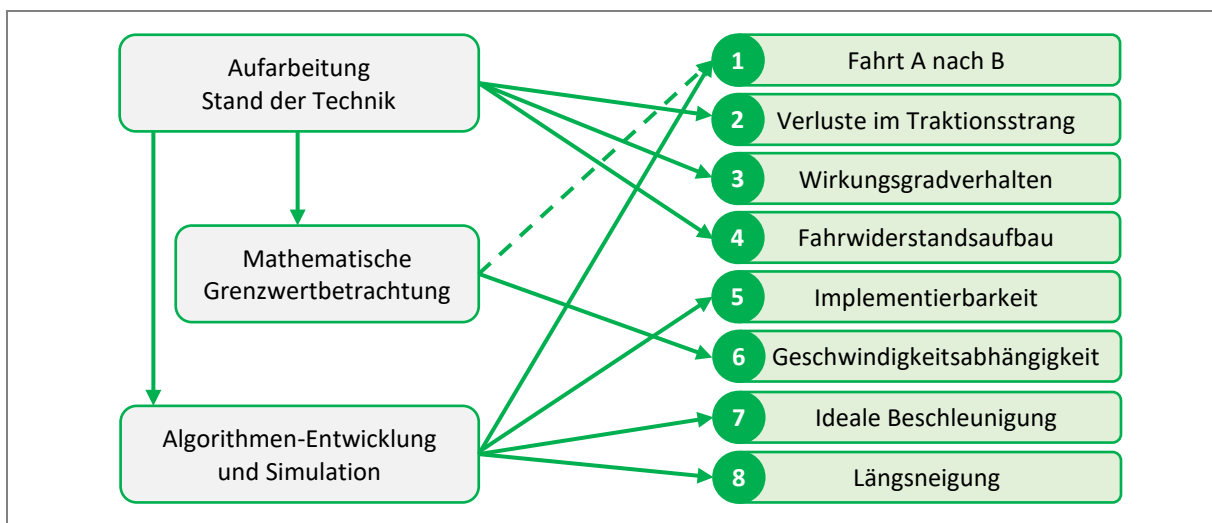 Aufarbeitung
Stand der Technik
Mathematische
Grenzwertbetrachtung
Algorithmen-Entwicklung
und Simulation
1 Fahrt A nach B
2 Verluste im Traktionsstrang
3 Wirkungsgradverhalten
4 Fahrwiderstandsaufbau
5 Implementierbarkeit
6 Geschwindigkeitsabhängigkeit
7 Ideale Beschleunigung
8 Längsneigung